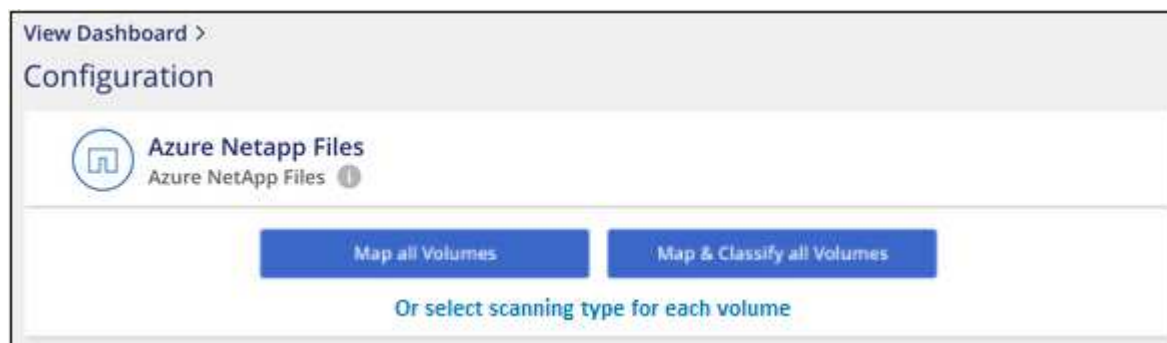 View Dashboard >
Configuration
Azure Netapp Files
Azure NetApp Files i
Map all Volumes Map & Classify all Volumes
Or select scanning type for each volume